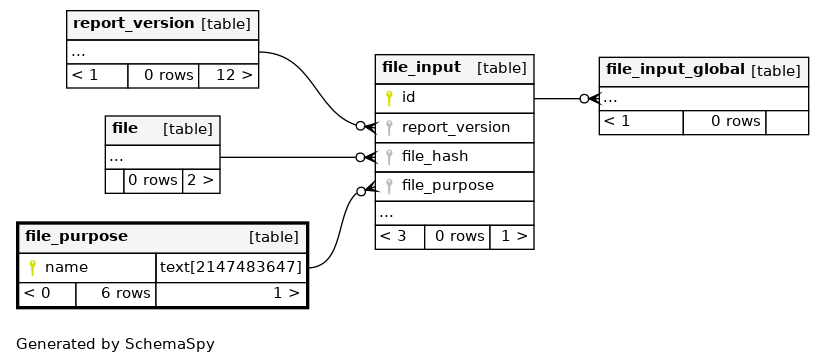 report_version [table]
...
< 1 0 rows 12 >
file [table]
...
0 rows 2 >
file_purpose [table]
name text[2147483647]
< 0 6 rows 1 >
file_input [table]
id
report_version
file_hash
file_purpose
...
< 3 0 rows 1 >
file_input_global [table]
...
< 1 0 rows
Generated by SchemaSpy